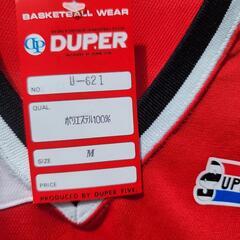 BASKETBALL WEAR
DUPER
NO. U-621
QUAL. ポリエステル100%
SIZE M
PRICE
PRODUCED BY DUPER FIVE.
UP